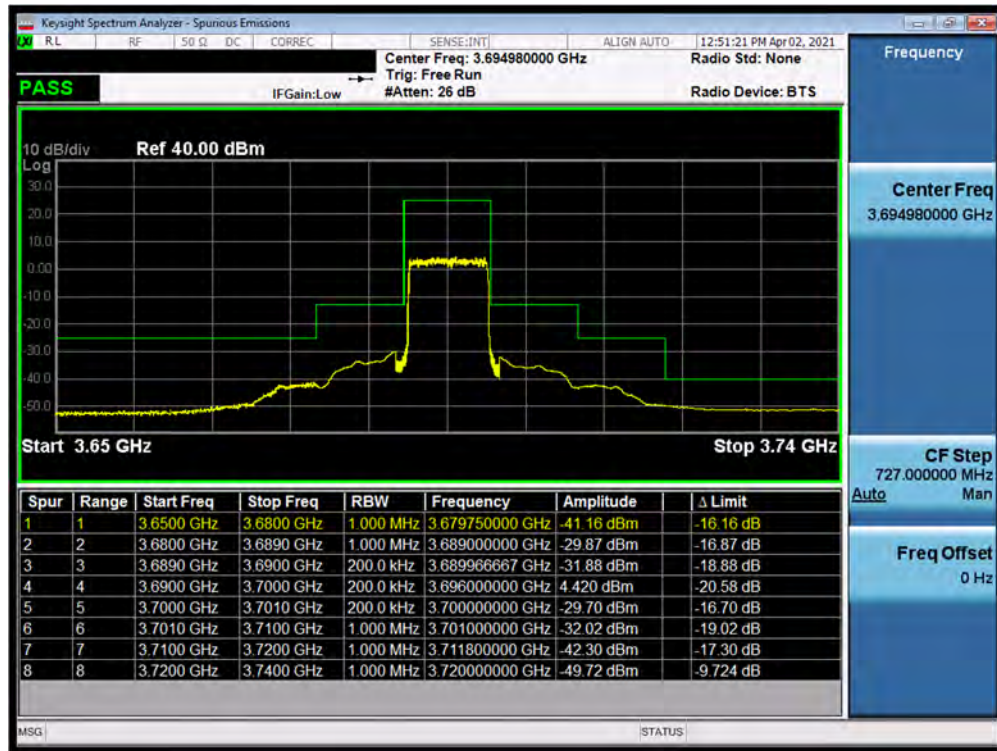 Keysight Spectrum Analyzer - Spurious Emissions
LXI RL RF 50 Ω DC CORREC SENSE:INT ALIGN AUTO 12:51:21 PM Apr 02, 2021
Center Freq: 3.694980000 GHz Radio Std: None
Trig: Free Run
PASS IFGain:Low #Atten: 26 dB Radio Device: BTS
Frequency
10 dB/div Ref 40.00 dBm
Log
30.0
20.0
10.0
0.00
-10.0
-20.0
-30.0
-40.0
-50.0
Start 3.65 GHz Stop 3.74 GHz
Center Freq
3.694980000 GHz
CF Step
727.000000 MHz
Auto Man
Freq Offset
0 Hz
Spur Range Start Freq Stop Freq RBW Frequency Amplitude Δ Limit
1 1 3.6500 GHz 3.6800 GHz 1.000 MHz 3.679750000 GHz -41.16 dBm -16.16 dB
2 2 3.6800 GHz 3.6890 GHz 1.000 MHz 3.689000000 GHz -29.87 dBm -16.87 dB
3 3 3.6890 GHz 3.6900 GHz 200.0 kHz 3.689966667 GHz -31.88 dBm -18.88 dB
4 4 3.6900 GHz 3.7000 GHz 200.0 kHz 3.696000000 GHz 4.420 dBm -20.58 dB
5 5 3.7000 GHz 3.7010 GHz 200.0 kHz 3.700000000 GHz -29.70 dBm -16.70 dB
6 6 3.7010 GHz 3.7100 GHz 1.000 MHz 3.701000000 GHz -32.02 dBm -19.02 dB
7 7 3.7100 GHz 3.7200 GHz 1.000 MHz 3.711800000 GHz -42.30 dBm -17.30 dB
8 8 3.7200 GHz 3.7400 GHz 1.000 MHz 3.720000000 GHz -49.72 dBm -9.724 dB
MSG STATUS